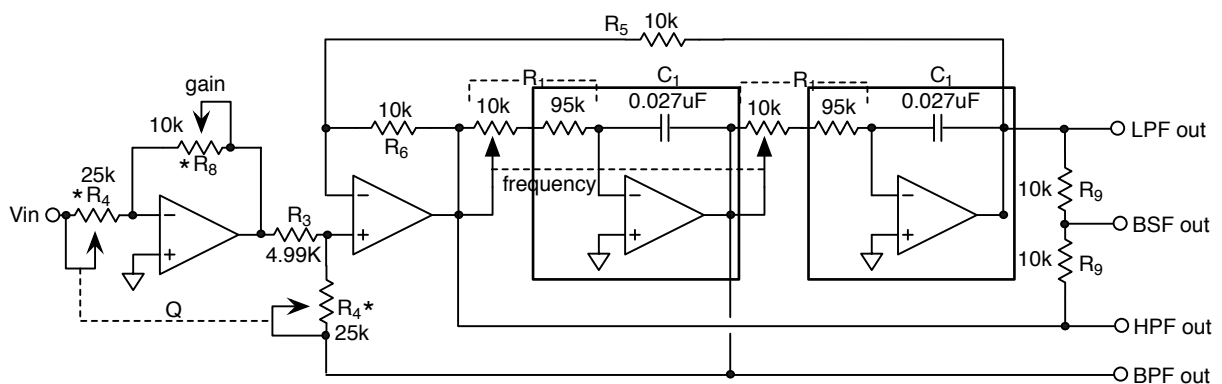 R5 10k
gain
10k
*R8
25k
*R4
Vin
R3
4.99K
Q
R4*
25k
10k
R6
R1
10k
95k
C1
0.027uF
frequency
R1
10k
95k
C1
0.027uF
LPF out
10k R9
BSF out
10k R9
HPF out
BPF out
− + − + − + − +